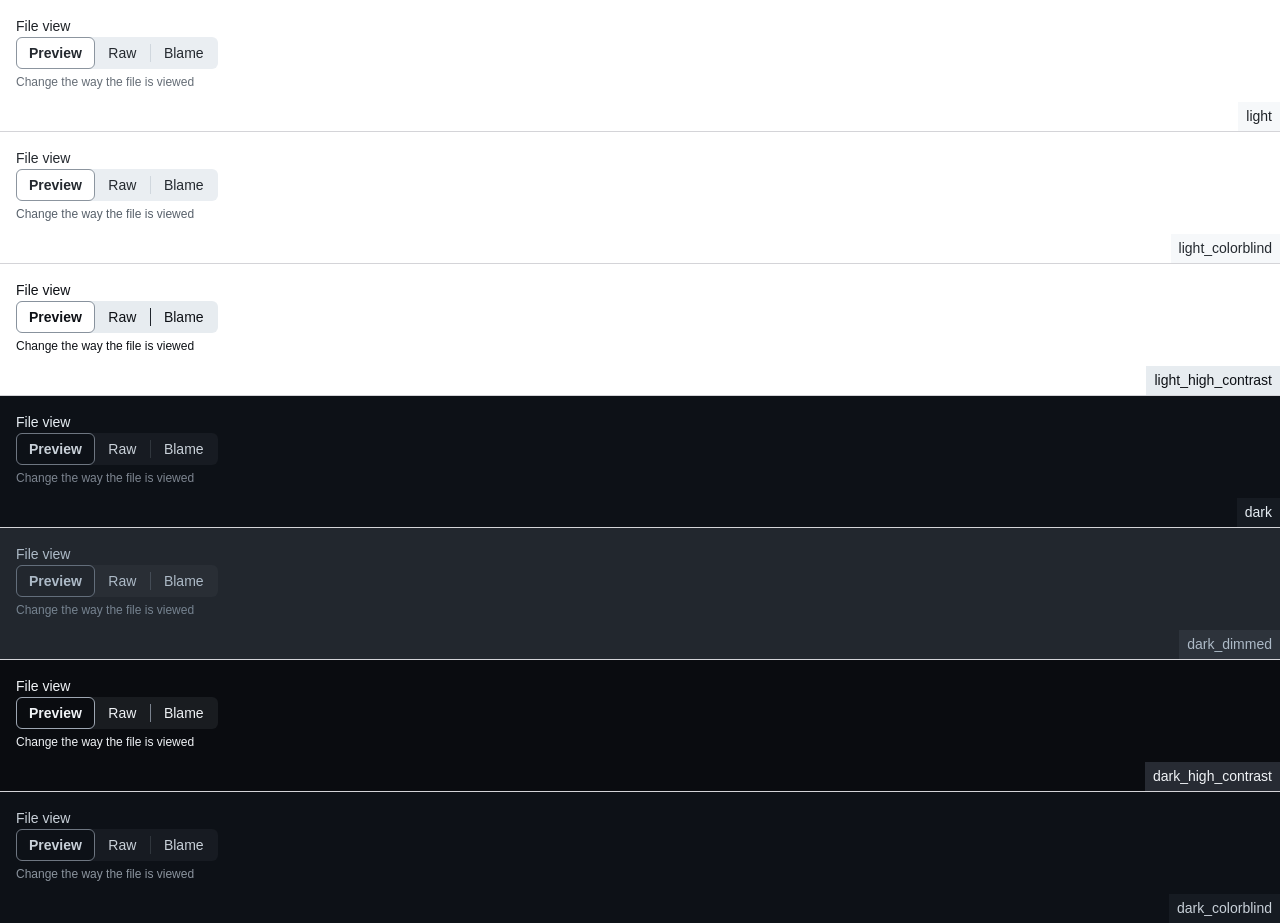 File view
Preview Raw Blame
Change the way the file is viewed
light
File view
Preview Raw Blame
Change the way the file is viewed
light_colorblind
File view
Preview Raw Blame
Change the way the file is viewed
light_high_contrast
File view
Preview Raw Blame
Change the way the file is viewed
dark
File view
Preview Raw Blame
Change the way the file is viewed
dark_dimmed
File view
Preview Raw Blame
Change the way the file is viewed
dark_high_contrast
File view
Preview Raw Blame
Change the way the file is viewed
dark_colorblind